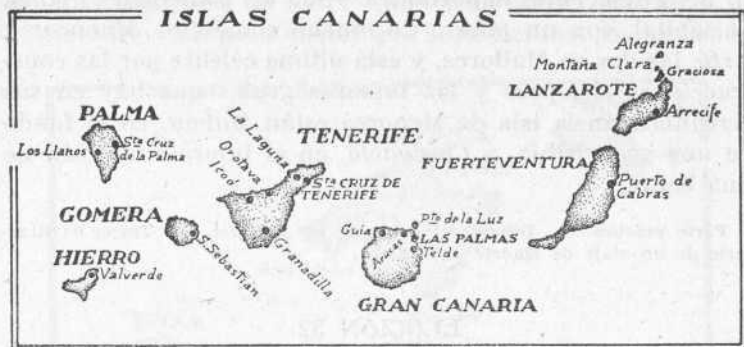 ISLAS CANARIAS
Alegranza
Montaña Clara
Graciosa
LANZAROTE
Arrecife
PALMA
Sta Cruz
de la Palma
Los Llanos
TENERIFE
La Laguna
Orotava
Icod
Sta CRUZ DE
TENERIFE
Granadilla
FUERTEVENTURA
Puerto de
Cabras
GOMERA
S. Sebastián
Pto de la Luz
Guía
LAS PALMAS
Telde
HIERRO
Valverde
GRAN CANARIA